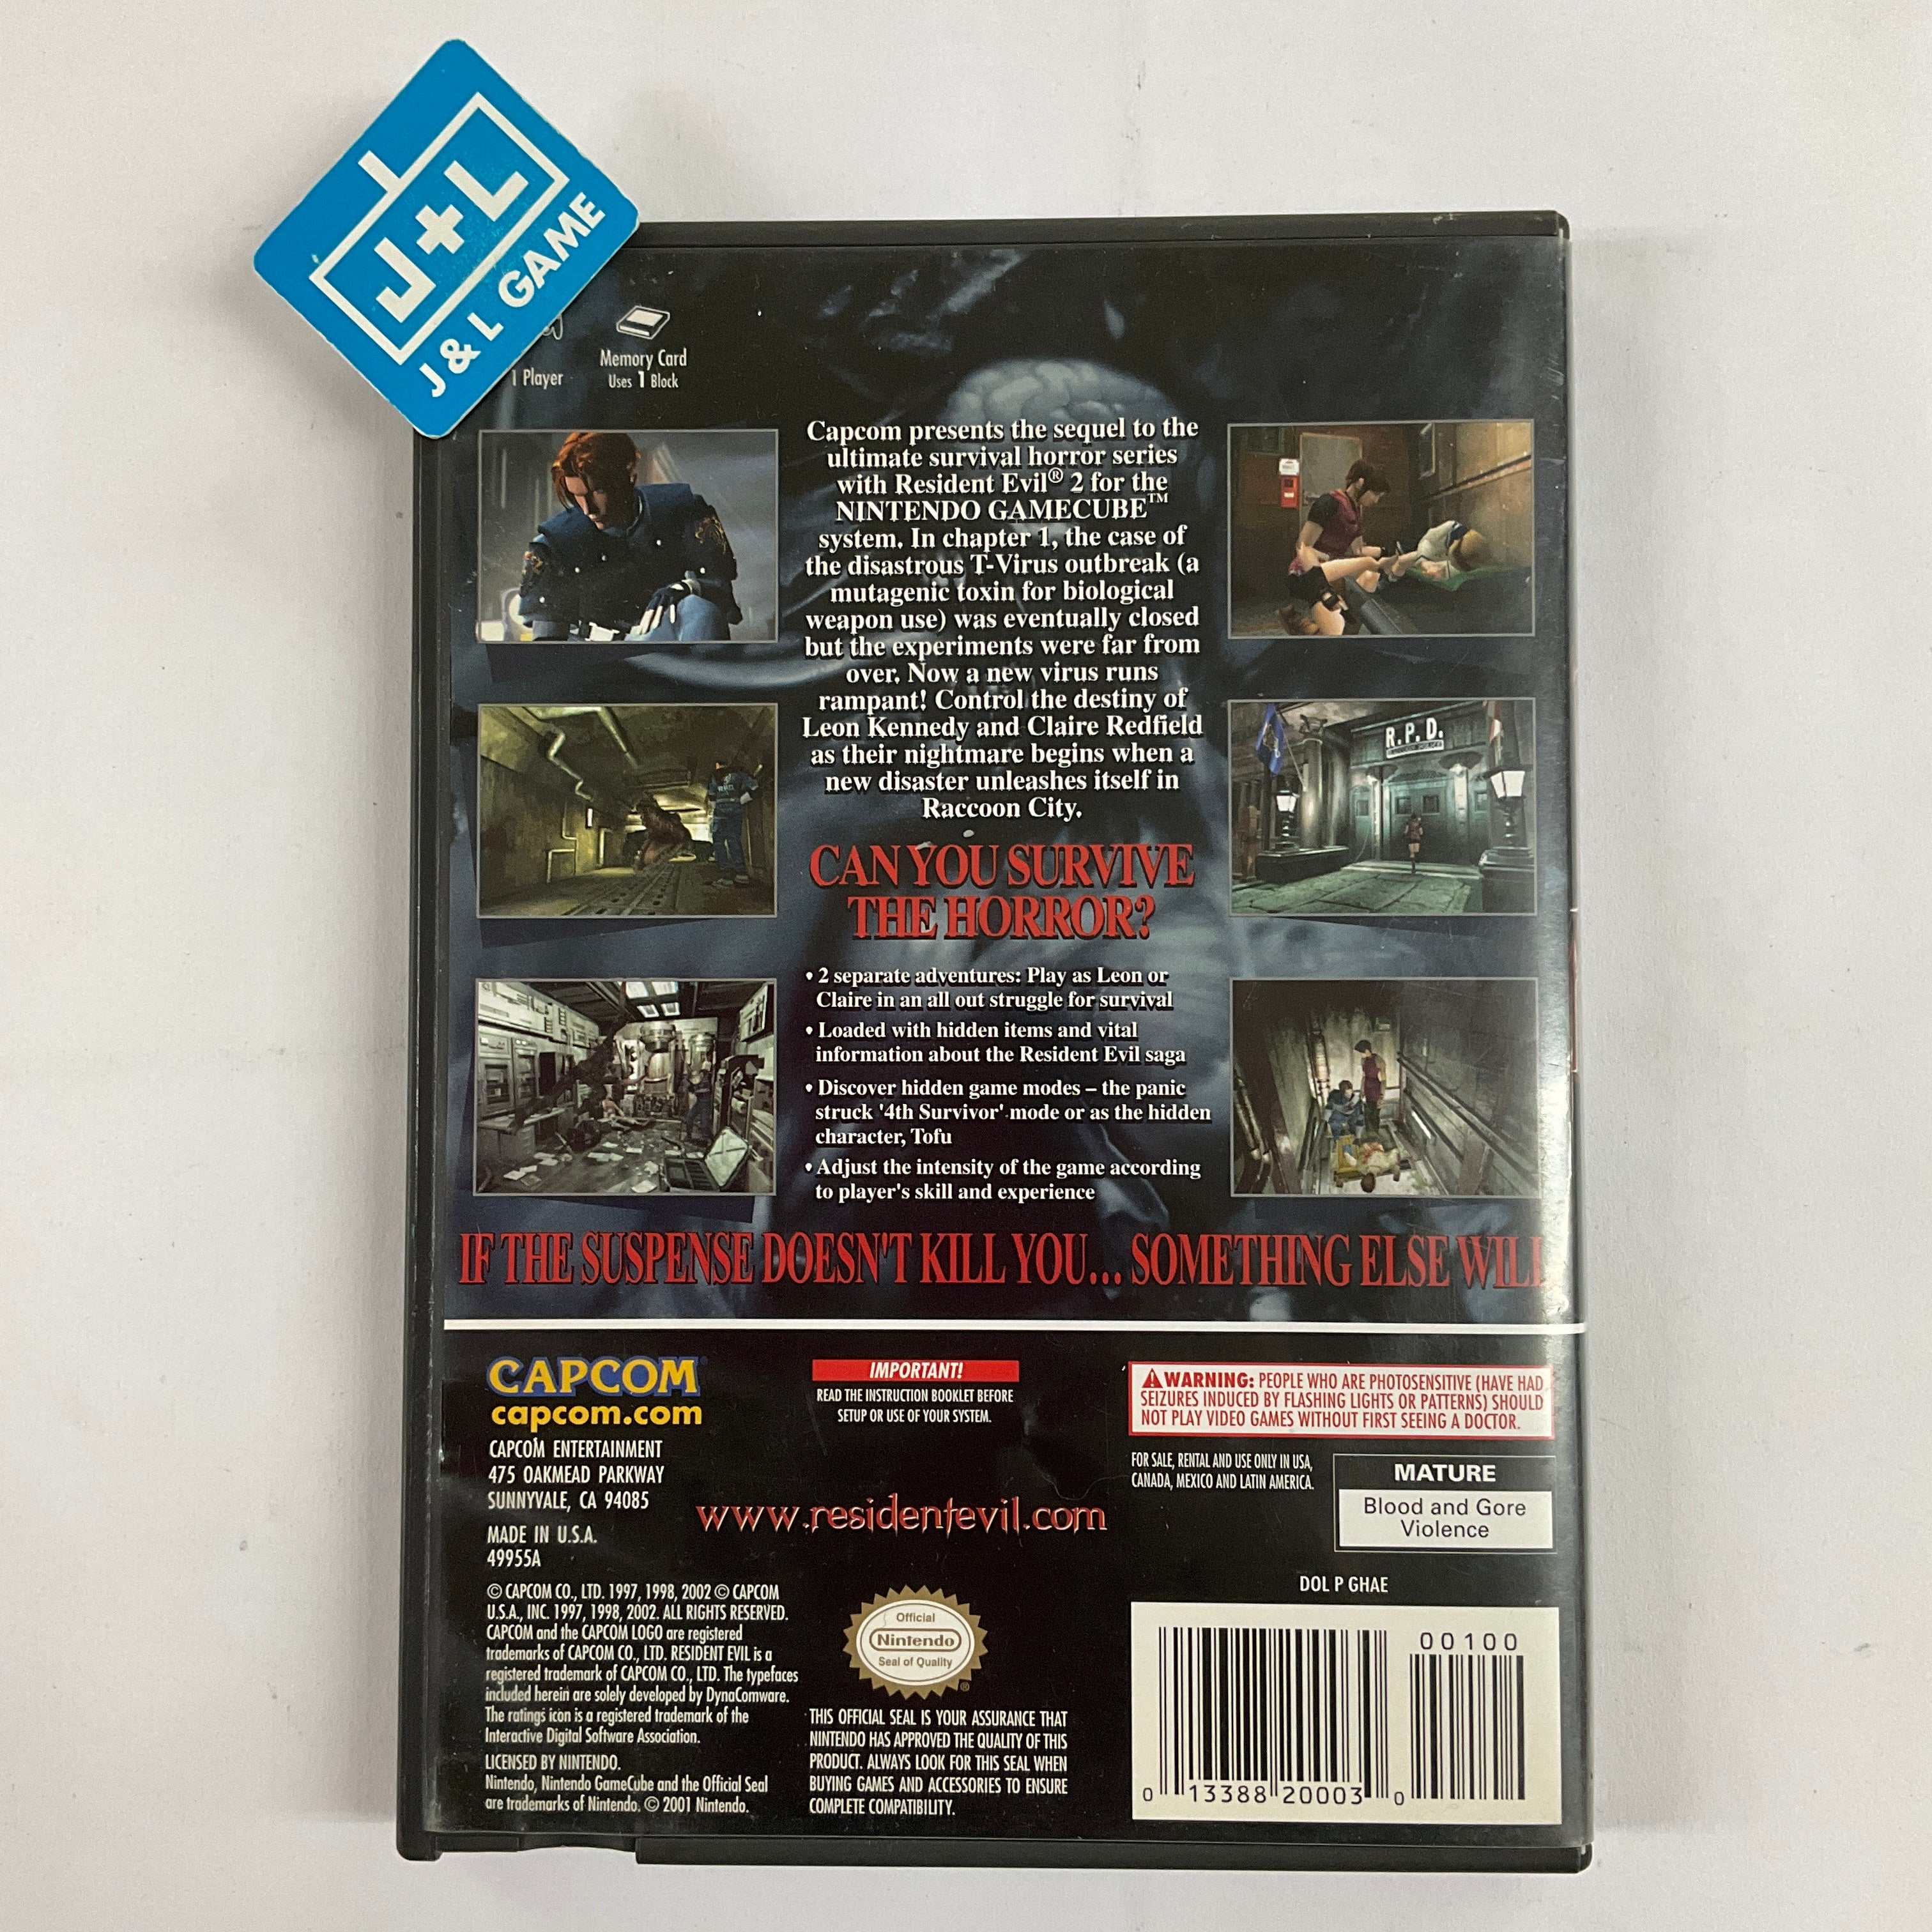 J+L
J & L GAME
1 Player
Memory Card
Uses 1 Block
Capcom presents the sequel to the
ultimate survival horror series
with Resident Evil® 2 for the
NINTENDO GAMECUBE™
system. In chapter 1, the case of
the disastrous T-Virus outbreak (a
mutagenic toxin for biological
weapon use) was eventually closed
but the experiments were far from
over. Now a new virus runs
rampant! Control the destiny of
Leon Kennedy and Claire Redfield
as their nightmare begins when a
new disaster unleashes itself in
Raccoon City.
R.P.D.
CAN YOU SURVIVE
THE HORROR?
• 2 separate adventures: Play as Leon or
Claire in an all out struggle for survival
• Loaded with hidden items and vital
information about the Resident Evil saga
• Discover hidden game modes – the panic
struck '4th Survivor' mode or as the hidden
character, Tofu
• Adjust the intensity of the game according
to player's skill and experience
IF THE SUSPENSE DOESN'T KILL YOU... SOMETHING ELSE WILL
CAPCOM
capcom.com
CAPCOM ENTERTAINMENT
475 OAKMEAD PARKWAY
SUNNYVALE, CA 94085
MADE IN U.S.A.
49955A
IMPORTANT!
READ THE INSTRUCTION BOOKLET BEFORE
SETUP OR USE OF YOUR SYSTEM.
WARNING: PEOPLE WHO ARE PHOTOSENSITIVE (HAVE HAD
SEIZURES INDUCED BY FLASHING LIGHTS OR PATTERNS) SHOULD
NOT PLAY VIDEO GAMES WITHOUT FIRST SEEING A DOCTOR.
FOR SALE, RENTAL AND USE ONLY IN USA,
CANADA, MEXICO AND LATIN AMERICA.
MATURE
Blood and Gore
Violence
www.residentevil.com
DOL P GHAE
© CAPCOM CO., LTD. 1997, 1998, 2002 © CAPCOM
U.S.A., INC. 1997, 1998, 2002. ALL RIGHTS RESERVED.
CAPCOM and the CAPCOM LOGO are registered
trademarks of CAPCOM CO., LTD. RESIDENT EVIL is a
registered trademark of CAPCOM CO., LTD. The typefaces
included herein are solely developed by DynaComware.
The ratings icon is a registered trademark of the
Interactive Digital Software Association.
LICENSED BY NINTENDO.
Nintendo, Nintendo GameCube and the Official Seal
are trademarks of Nintendo. © 2001 Nintendo.
Official
Nintendo
Seal of Quality
®
THIS OFFICIAL SEAL IS YOUR ASSURANCE THAT
NINTENDO HAS APPROVED THE QUALITY OF THIS
PRODUCT. ALWAYS LOOK FOR THIS SEAL WHEN
BUYING GAMES AND ACCESSORIES TO ENSURE
COMPLETE COMPATIBILITY.
00100
0 13388 20003 0